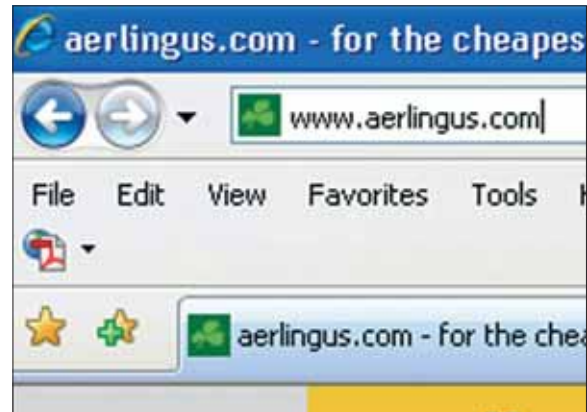 aerlingus.com - for the cheapes
www.aerlingus.com
File Edit View Favorites Tools
aerlingus.com - for the chea